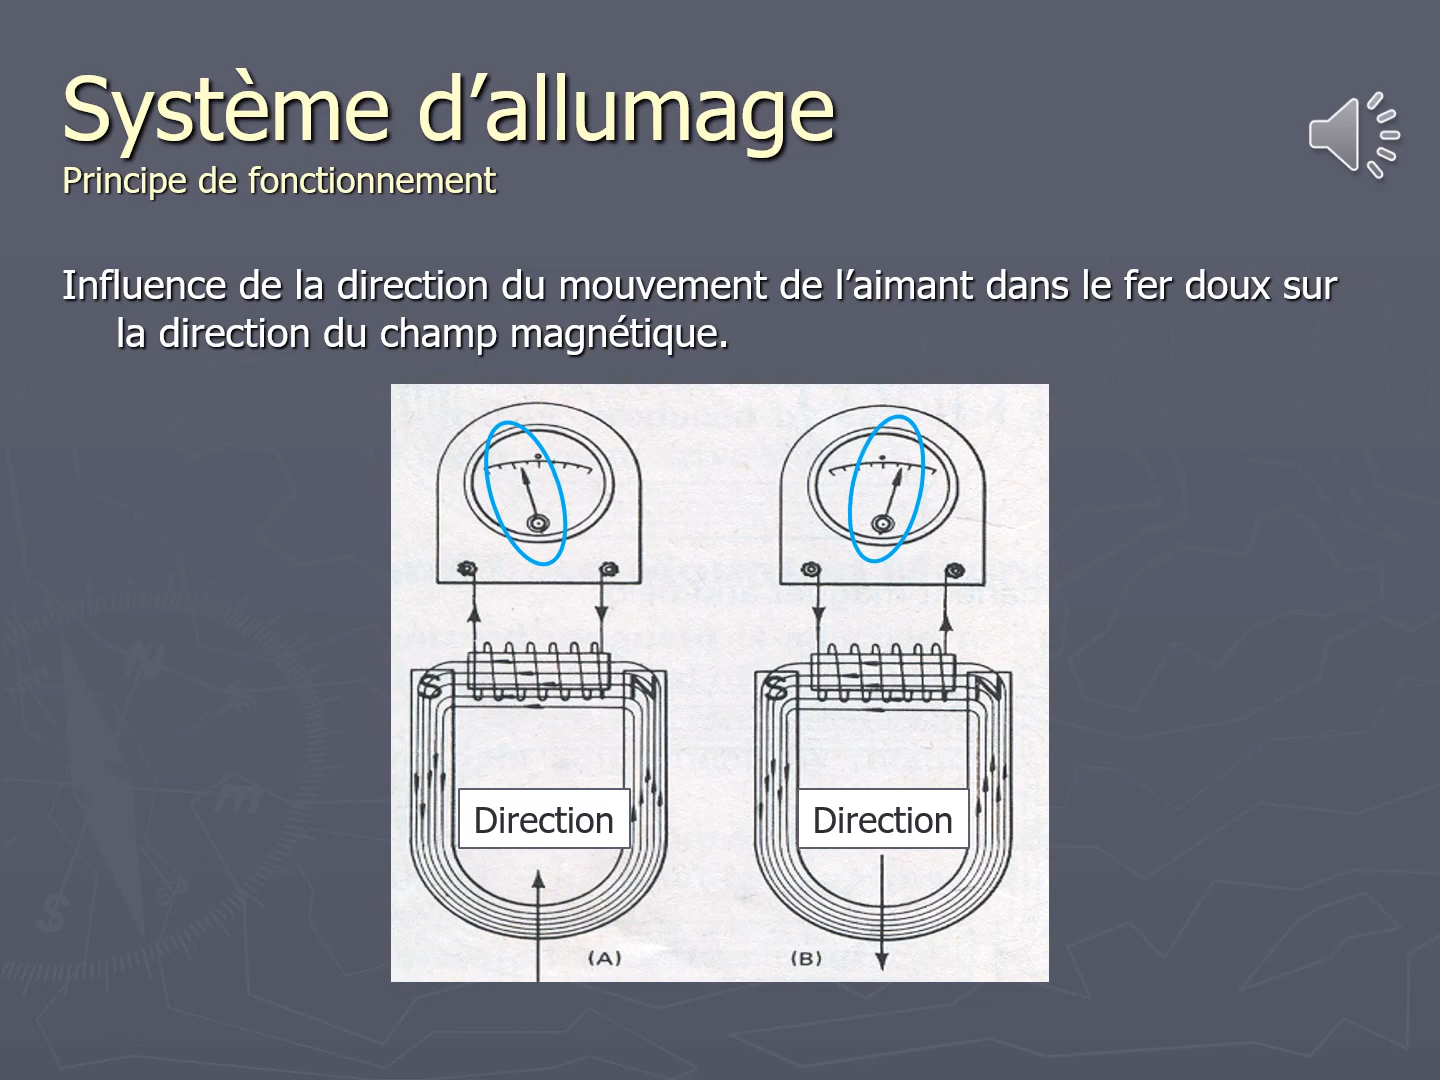 Système d’allumage
Principe de fonctionnement
Influence de la direction du mouvement de l’aimant dans le fer doux sur
la direction du champ magnétique.
S N
S N
Direction
Direction
(A)
(B)
N
E
S